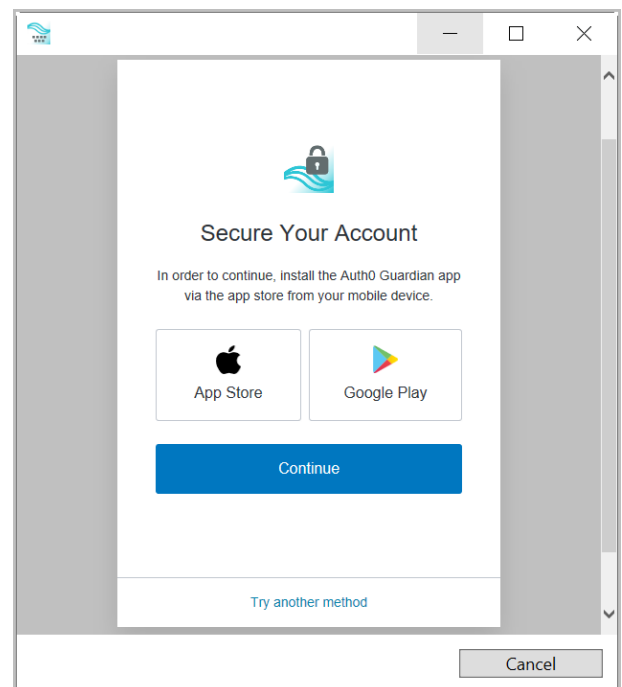 Secure Your Account
In order to continue, install the Auth0 Guardian app
via the app store from your mobile device.
App Store
Google Play
Continue
Try another method
Cancel